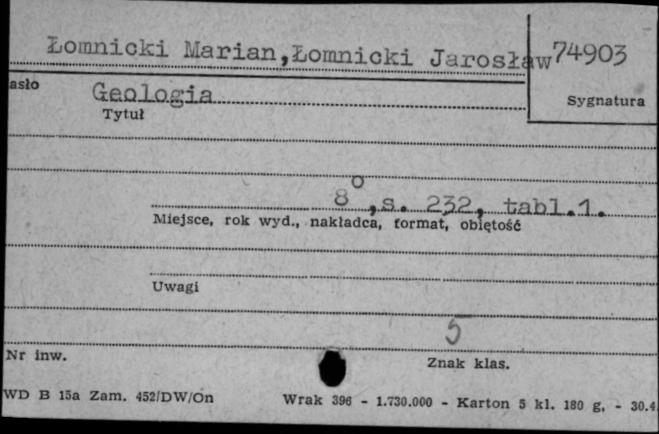 Łomnicki Marian,Łomnicki Jarosław 74903
asło Sygnatura
Geologia
Tytuł
8°,s. 232, tabl.1.
Miejsce, rok wyd., nakładca, format, obiętość
Uwagi
5
Nr inw. Znak klas.
WD B 15a Zam. 452/DW/On Wrak 396 - 1.730.000 - Karton 5 kl. 180 g. - 30.4